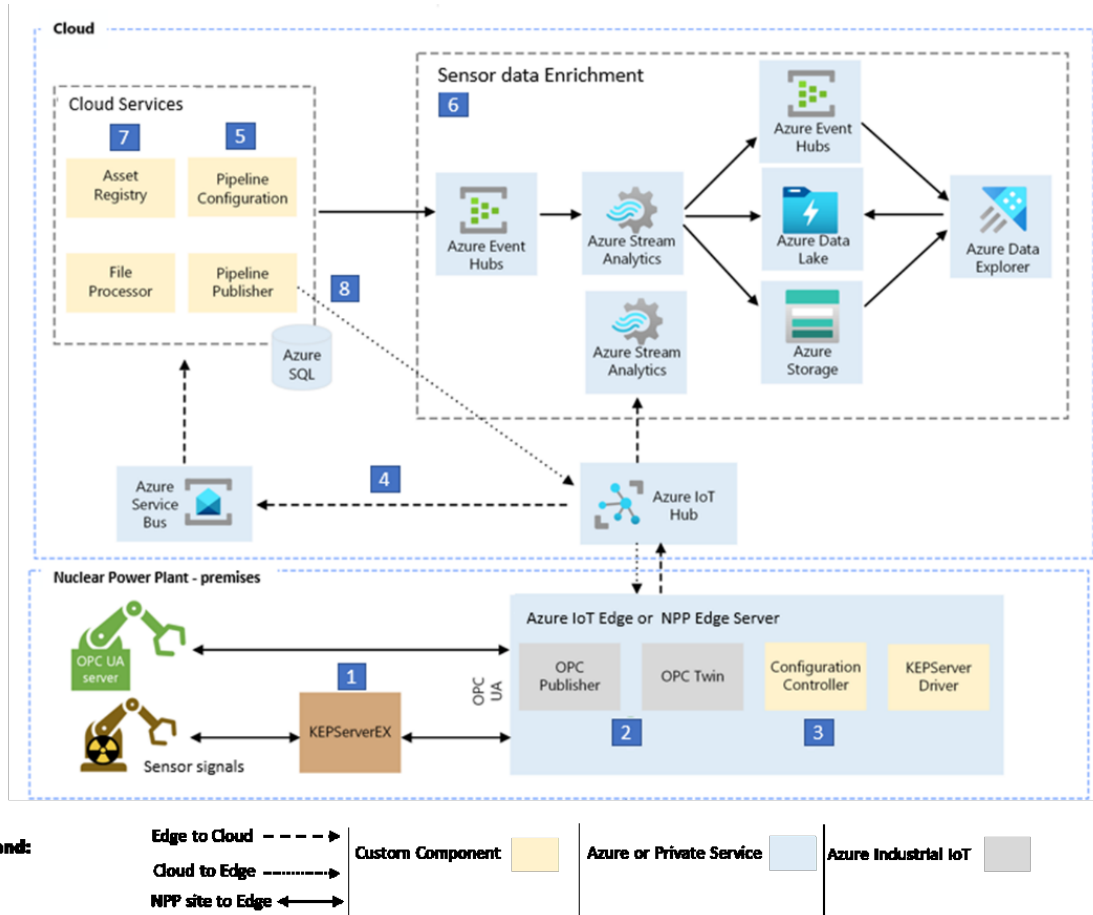 Cloud
Sensor data Enrichment
6
Cloud Services
7
5
Asset
Registry
Pipeline
Configuration
File
Processor
Pipeline
Publisher
8
Azure
SQL
Azure Event
Hubs
Azure Stream
Analytics
Azure Event
Hubs
Azure Data
Lake
Azure Data
Explorer
Azure Stream
Analytics
Azure
Storage
Azure
Service
Bus
4
Azure IoT
Hub
Nuclear Power Plant - premises
OPC UA
server
Azure IoT Edge or NPP Edge Server
OPC
Publisher
OPC Twin
Configuration
Controller
KEPServer
Driver
1
OPC
UA
2
3
KEPServerEX
Sensor signals
Edge to Cloud
Cloud to Edge
NPP site to Edge
Custom Component
Azure or Private Service
Azure Industrial IoT